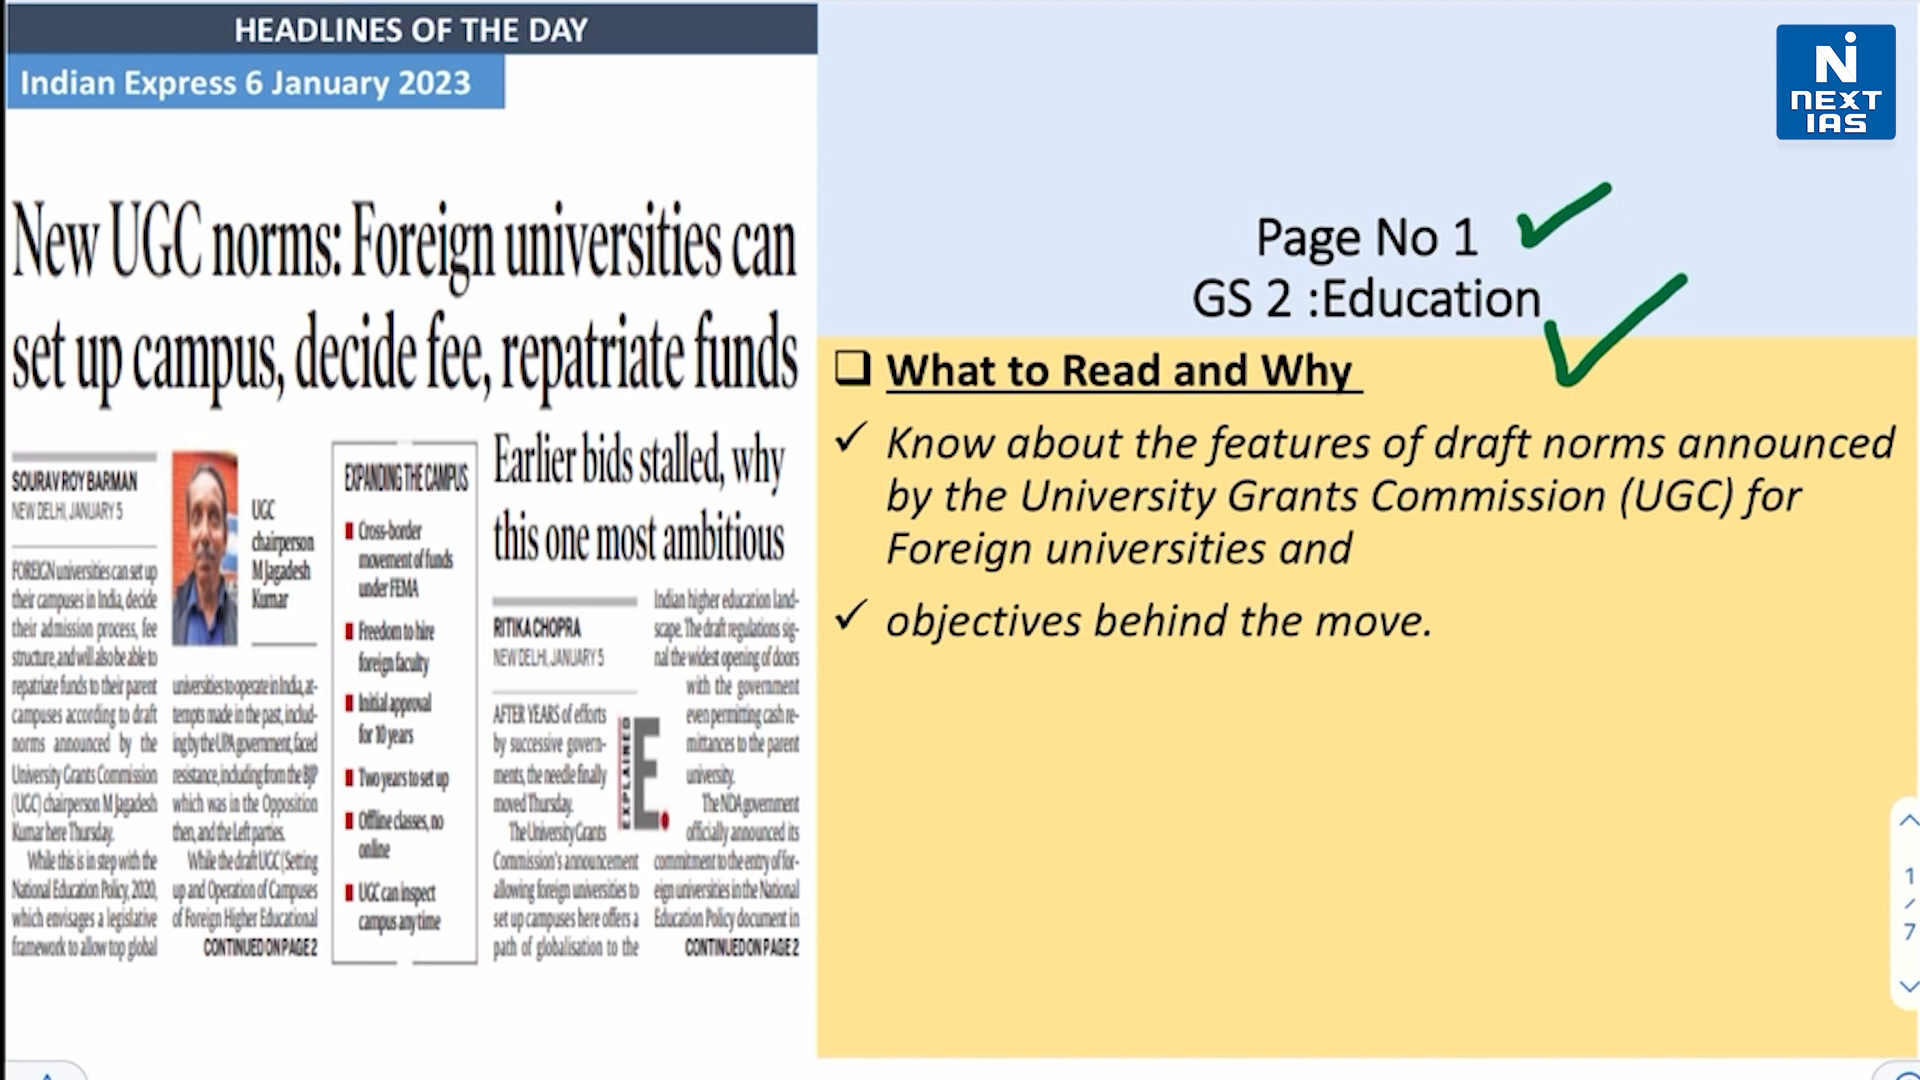 HEADLINES OF THE DAY
Indian Express 6 January 2023
New UGC norms: Foreign universities can
set up campus, decide fee, repatriate funds
SOURAV ROY BARMAN
NEW DELHI, JANUARY 5
FOREIGN universities can set up
their campuses in India, decide
their admission process, fee
structure, and will also be able to
repatriate funds to their parent
campuses according to draft
norms announced by the
University Grants Commission
(UGC) chairperson M Jagadesh
Kumar here Thursday.
While this is in step with the
National Education Policy, 2020,
which envisages a legislative
framework to allow top global
UGC
chairperson
M Jagadesh
Kumar
universities to operate in India, at-
tempts made in the past, includ-
ing by the UPA government, faced
resistance, including from the BJP
which was in the Opposition
then, and the Left parties.
While the draft UGC (Setting
up and Operation of Campuses
of Foreign Higher Educational
CONTINUED ON PAGE 2
EXPANDING THE CAMPUS
Cross-border
movement of funds
under FEMA
Freedom to hire
foreign faculty
Initial approval
for 10 years
Two years to set up
Offline classes, no
online
UGC can inspect
campus any time
Earlier bids stalled, why
this one most ambitious
RITIKA CHOPRA
NEW DELHI, JANUARY 5
AFTER YEARS of efforts
by successive govern-
ments, the needle finally
moved Thursday.
The University Grants
Commission's announcement
allowing foreign universities to
set up campuses here offers a
path of globalisation to the
EXPLAINED
E.
Indian higher education land-
scape. The draft regulations sig-
nal the widest opening of doors
with the government
even permitting cash re-
mittances to the parent
university.
The NDA government
officially announced its
commitment to the entry of for-
eign universities in the National
Education Policy document in
CONTINUED ON PAGE 2
NEXT
IAS
Page No 1
GS 2 :Education
What to Read and Why
Know about the features of draft norms announced
by the University Grants Commission (UGC) for
Foreign universities and
objectives behind the move.
1
/
7